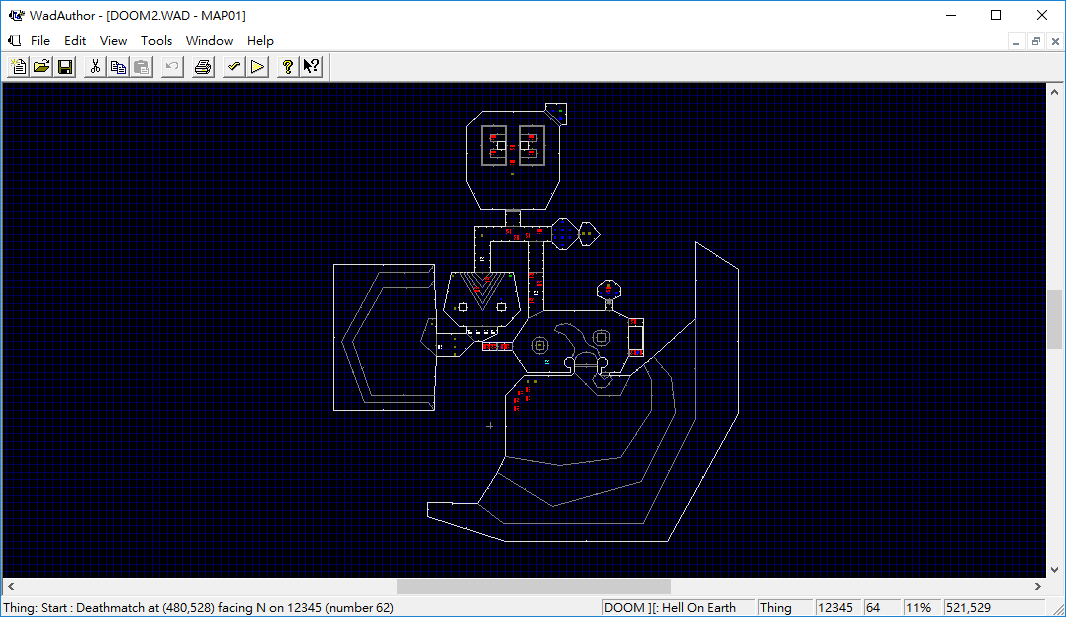 WadAuthor - [DOOM2.WAD - MAP01]
File Edit View Tools Window Help
Thing: Start : Deathmatch at (480,528) facing N on 12345 (number 62) DOOM ][: Hell On Earth Thing 12345 64 11% 521,529